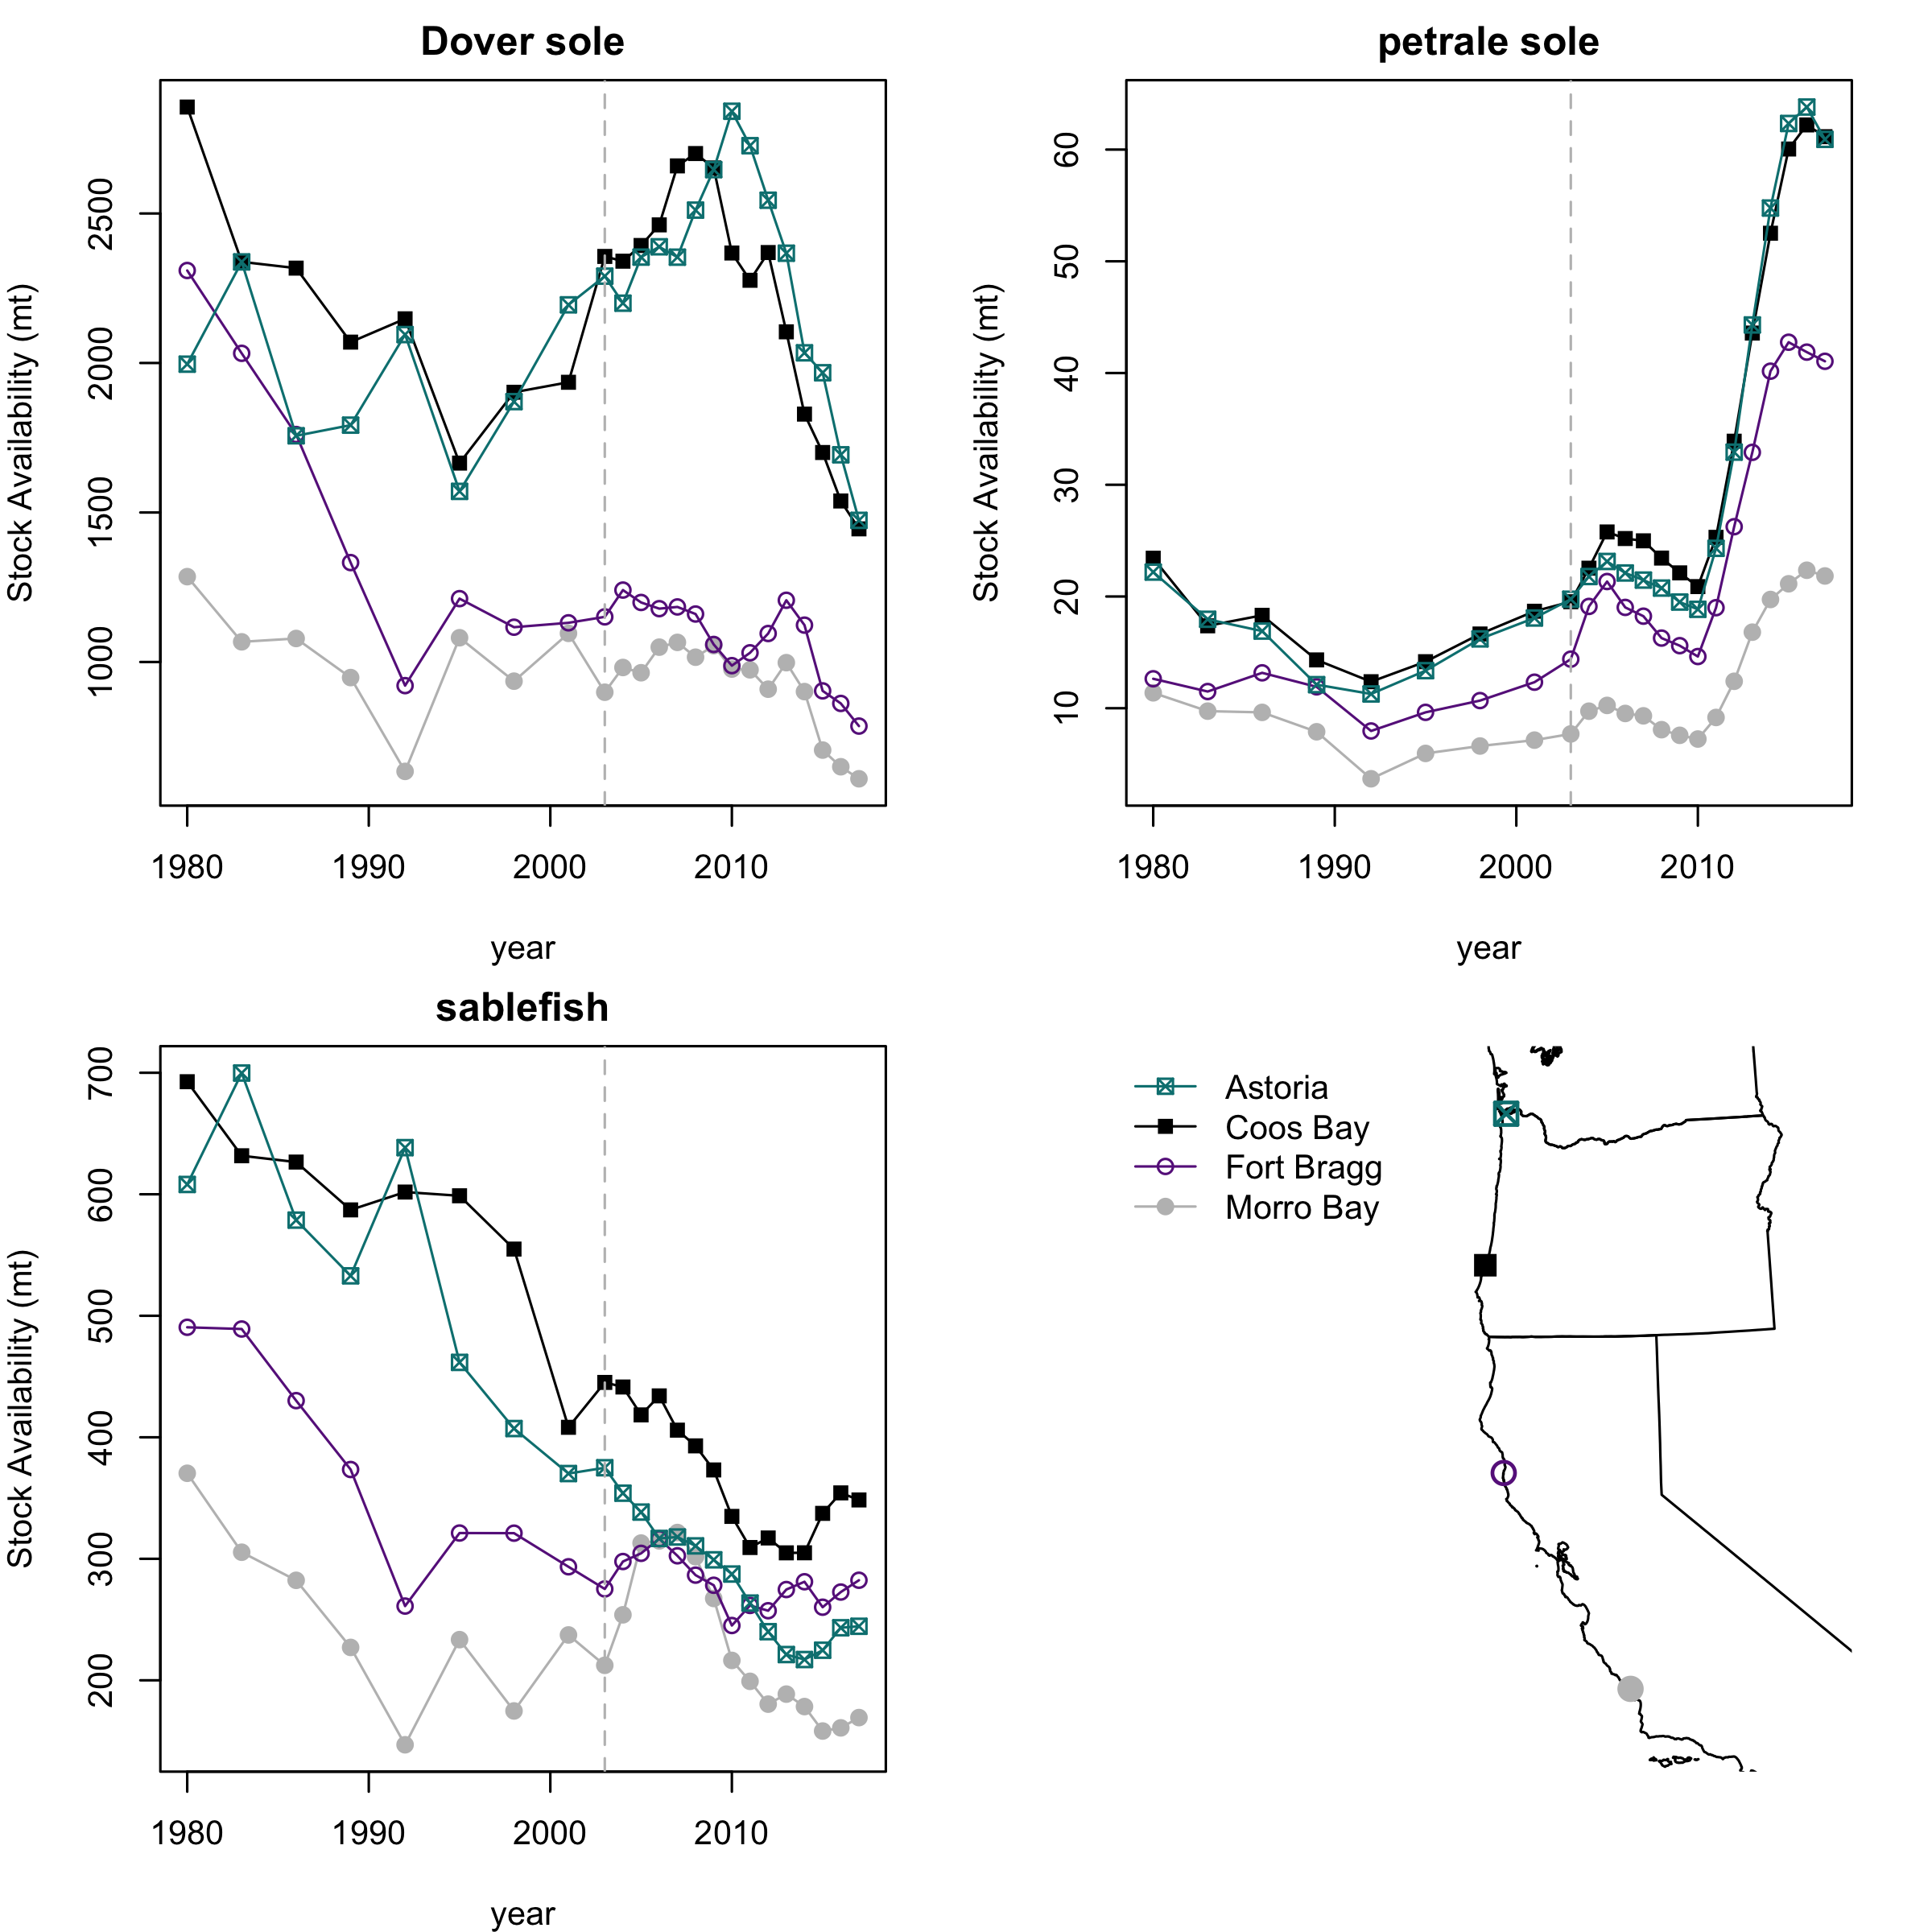 Dover sole
Stock Availability (mt)
2500
2000
1500
1000
1980 1990 2000 2010
year
petrale sole
Stock Availability (mt)
60
50
40
30
20
10
1980 1990 2000 2010
year
sablefish
Stock Availability (mt)
700
600
500
400
300
200
1980 1990 2000 2010
year
Astoria
Coos Bay
Fort Bragg
Morro Bay